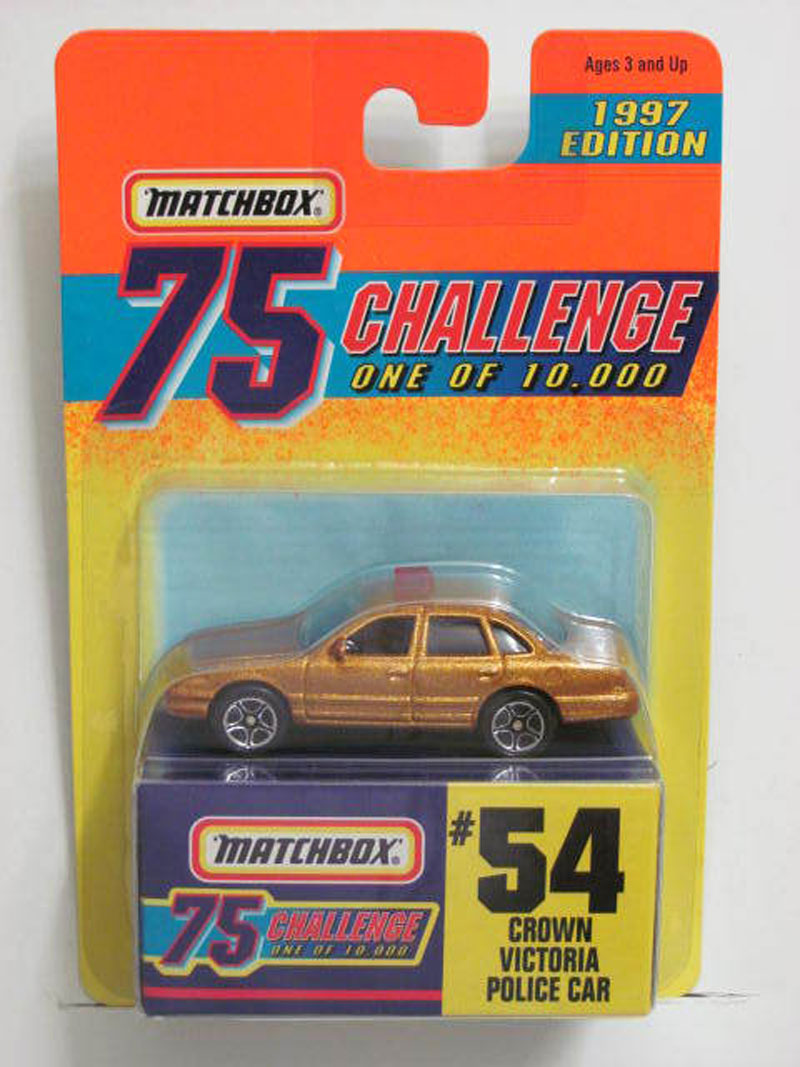 Ages 3 and Up
1997
EDITION
MATCHBOX®
75 CHALLENGE
ONE OF 10.000
MATCHBOX®
75 CHALLENGE
ONE OF 10.000
#54
CROWN
VICTORIA
POLICE CAR